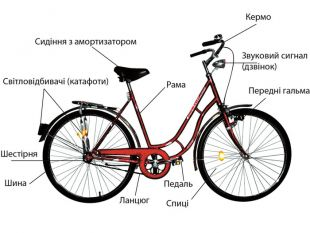 Кермо
Сидіння з амортизатором
Звуковий сигнал
(дзвінок)
Світловідбивачі (катафоти)
Рама
Передні гальма
Шестірня
Шина
Ланцюг
Педаль
Спиці